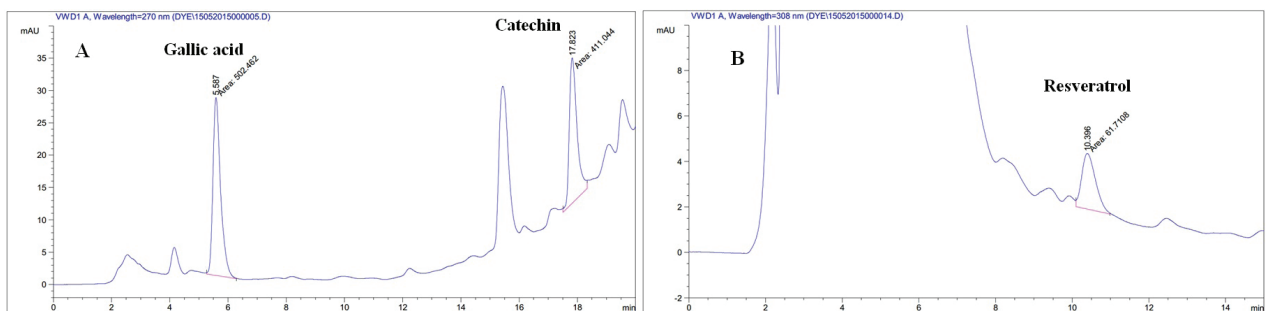 VWD1 A, Wavelength=270 nm (DYE\15052015000005.D)
mAU
A
Gallic acid
Catechin
5.587
Area: 502.462
17.823
Area: 411.044
35
30
25
20
15
10
5
0
0 2 4 6 8 10 12 14 16 18 min
VWD1 A, Wavelength=308 nm (DYE\15052015000014.D)
mAU
B
Resveratrol
10.396
Area: 61.7108
8
6
4
2
0
-2
0 2 4 6 8 10 12 14 min